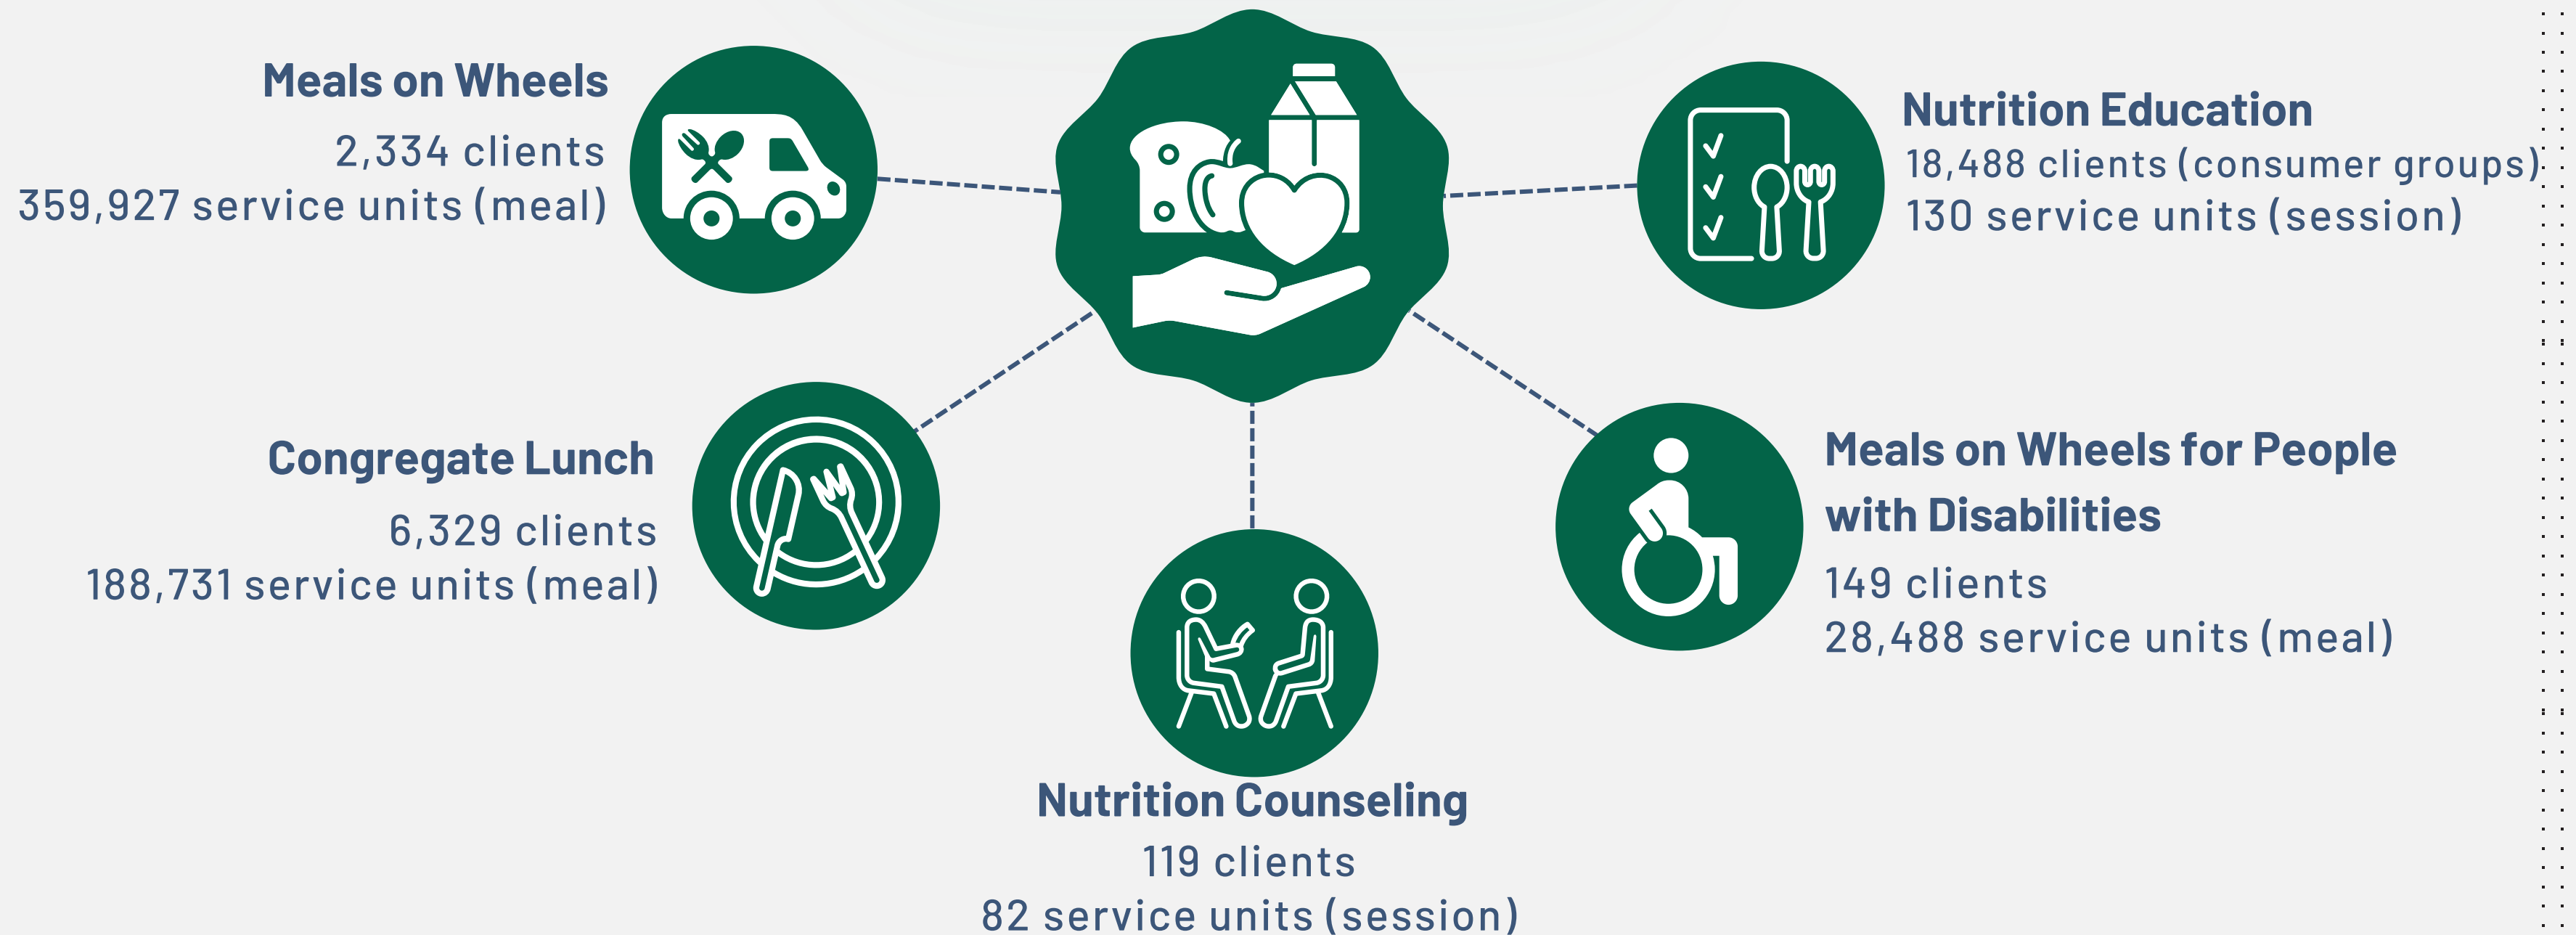 Meals on Wheels
2,334 clients
359,927 service units (meal)
Nutrition Education
18,488 clients (consumer groups)
130 service units (session)
Congregate Lunch
6,329 clients
188,731 service units (meal)
Meals on Wheels for People
with Disabilities
149 clients
28,488 service units (meal)
Nutrition Counseling
119 clients
82 service units (session)